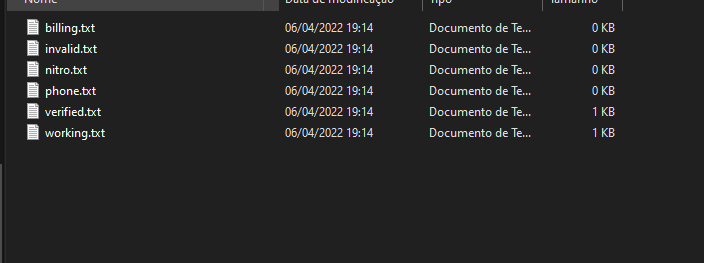 Nome Data de modificação Tipo Tamanho
billing.txt 06/04/2022 19:14 Documento de Te... 0 KB
invalid.txt 06/04/2022 19:14 Documento de Te... 0 KB
nitro.txt 06/04/2022 19:14 Documento de Te... 0 KB
phone.txt 06/04/2022 19:14 Documento de Te... 0 KB
verified.txt 06/04/2022 19:14 Documento de Te... 1 KB
working.txt 06/04/2022 19:14 Documento de Te... 1 KB